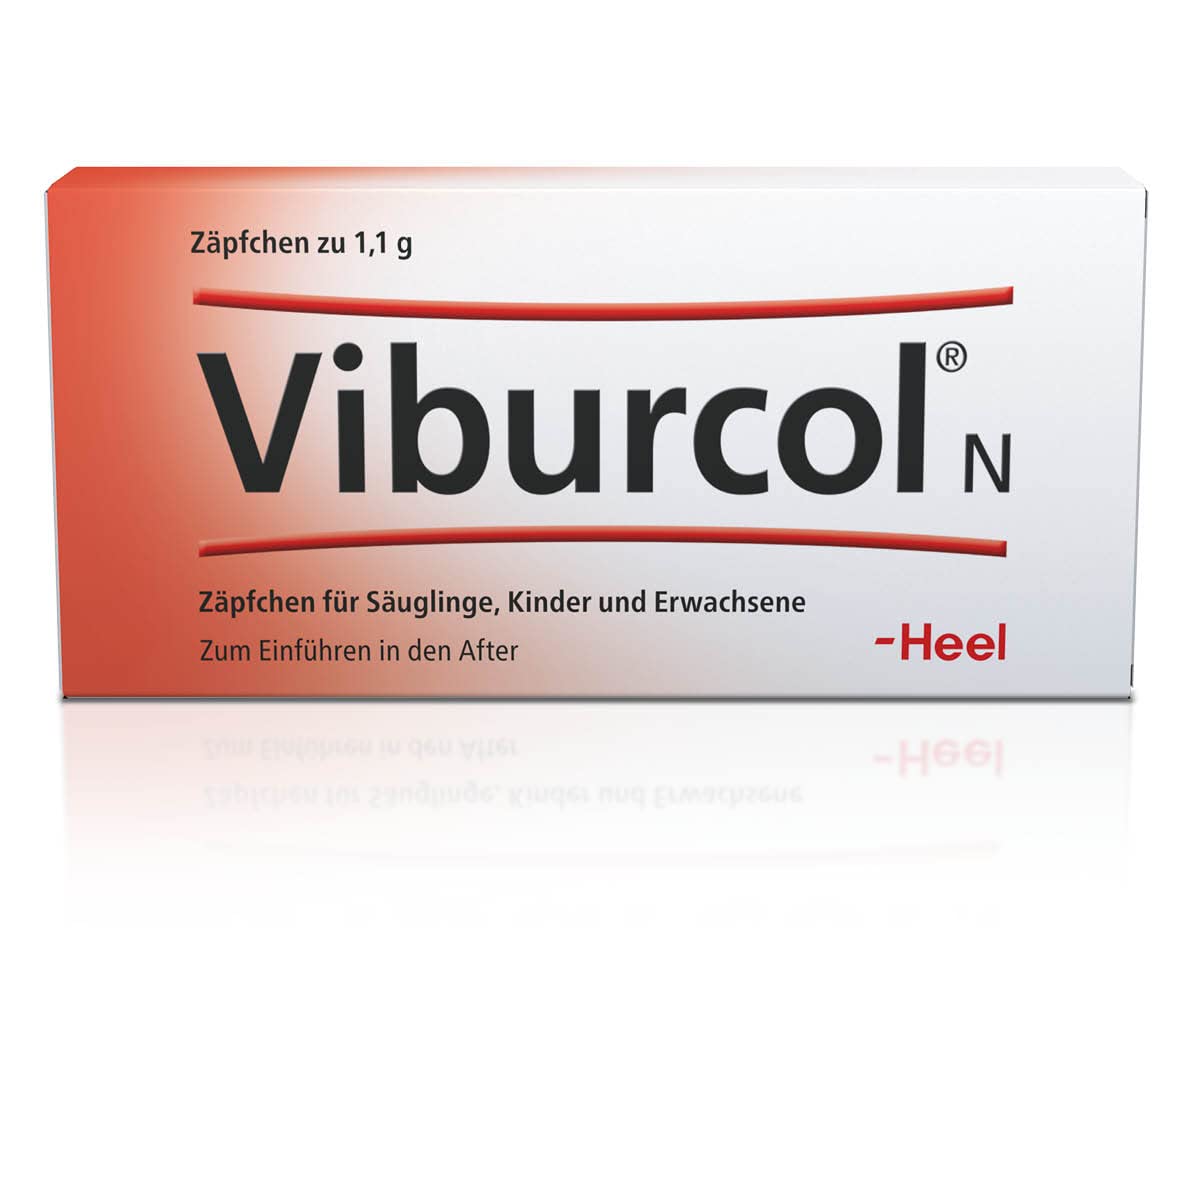 Zäpfchen zu 1,1 g
Viburcol® N
Zäpfchen für Säuglinge, Kinder und Erwachsene
Zum Einführen in den After
-Heel